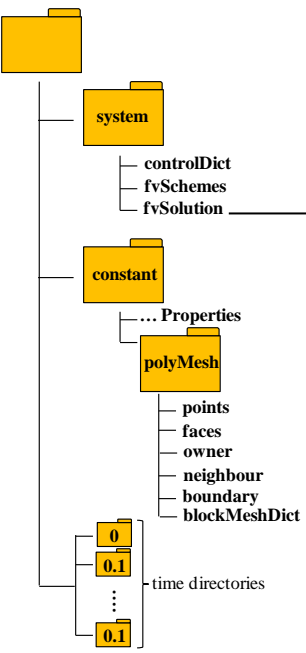 system
controlDict
fvSchemes
fvSolution
constant
... Properties
polyMesh
points
faces
owner
neighbour
boundary
blockMeshDict
0
0.1
time directories
0.1